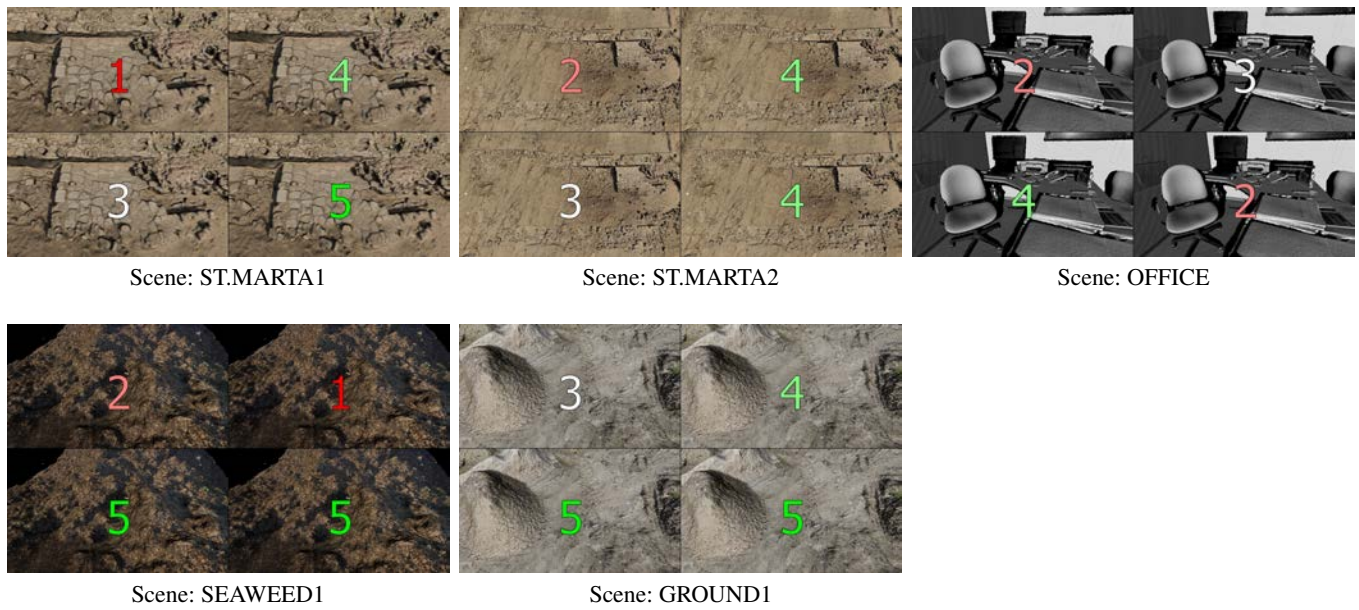 1 4
3 5
Scene: ST.MARTA1
2 4
3 4
Scene: ST.MARTA2
2 3
4 2
Scene: OFFICE
2 1
5 5
Scene: SEAWEED1
3 4
5 5
Scene: GROUND1